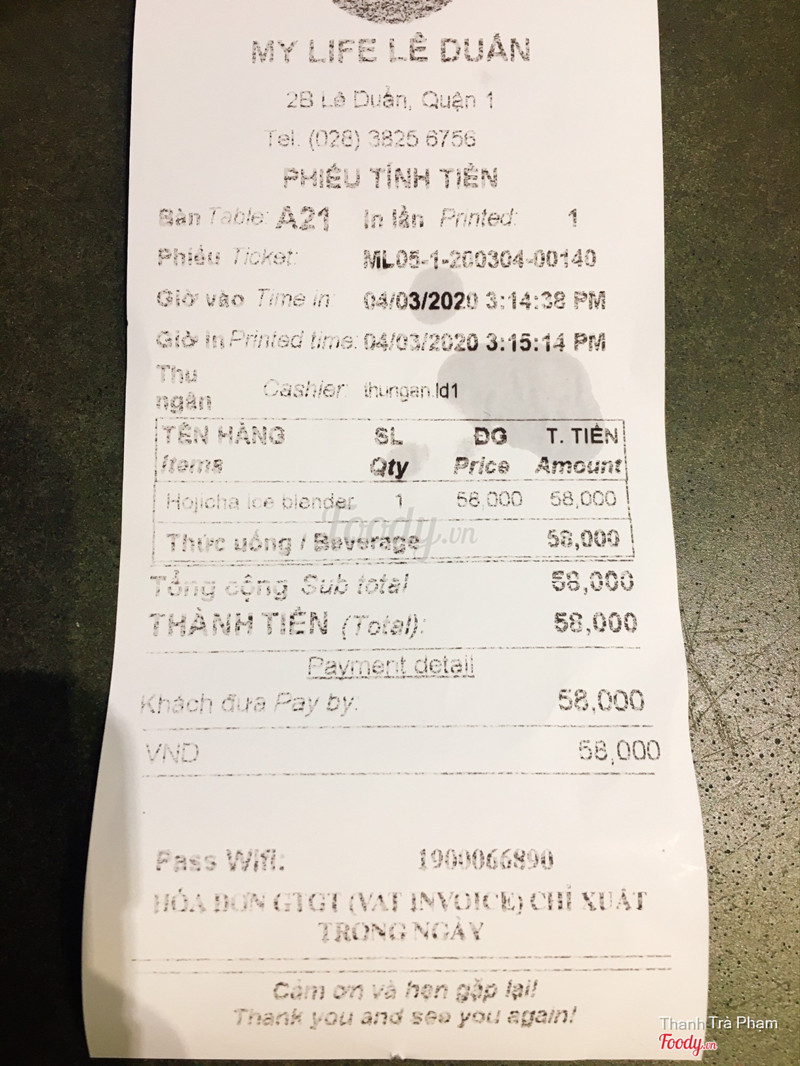 MY LIFE LÊ DUẨN
2B Lê Duẩn, Quận 1
Tel. (028) 3825 6756
PHIẾU TÍNH TIỀN
Bàn Table: A21 In lần Printed: 1
Phiếu Ticket: ML05-1-200304-00140
Giờ vào Time in: 04/03/2020 3:14:38 PM
Giờ in Printed time: 04/03/2020 3:15:14 PM
Thu ngân Cashier: thungan.ld1
TÊN HÀNG SL ĐG T. TIỀN
Items Qty Price Amount
Hojicha ice blender 1 58,000 58,000
Foody.vn
Thức uống / Beverage 58,000
Tổng cộng Sub total 58,000
THÀNH TIỀN (Total): 58,000
Payment detail
Khách đưa Pay by: 58,000
VND 58,000
Pass Wifi: 1900066890
HÓA ĐƠN GTGT (VAT INVOICE) CHỈ XUẤT
TRONG NGÀY
Cảm ơn và hẹn gặp lại!
Thank you and see you again!
Thanh Trà Phạm
Foody.vn